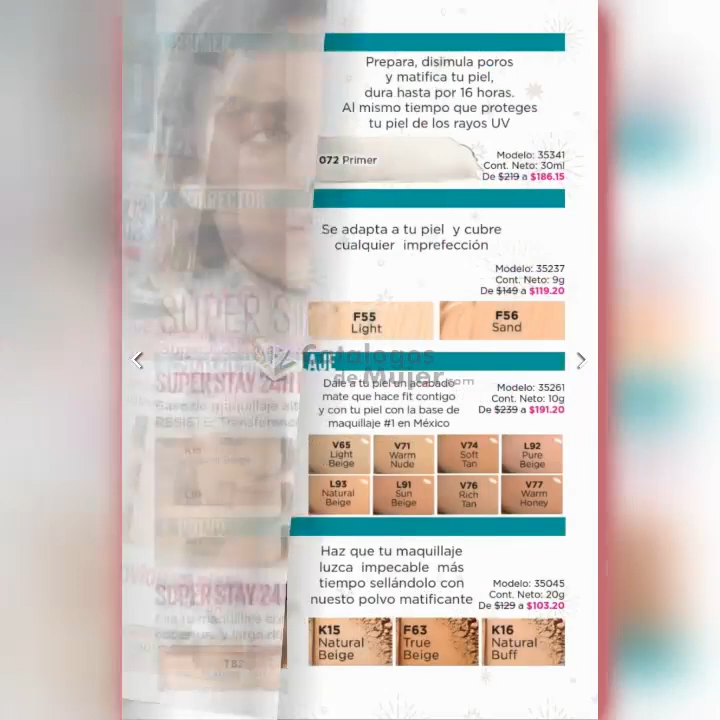 PRIMER
Prepara, disimula poros
y matifica tu piel,
dura hasta por 16 horas.
Al mismo tiempo que proteges
tu piel de los rayos UV
072 Primer
Modelo: 35341
Cont. Neto: 30ml
De $219 a $186.15
Se adapta a tu piel y cubre
cualquier imprefección
Modelo: 35237
Cont. Neto: 9g
De $149 a $119.20
F55
Light
F56
Sand
SUPER STAY 24H
Catalogos
de Mujer.com
Dále a tu piel un acabado
mate que hace fit contigo
y con tu piel con la base de
maquillaje #1 en México
Modelo: 35261
Cont. Neto: 10g
De $239 a $191.20
V65
Light
Beige
V71
Warm
Nude
V74
Soft
Tan
L92
Pure
Beige
L93
Natural
Beige
L91
Sun
Beige
V76
Rich
Tan
V77
Warm
Honey
Haz que tu maquillaje
luzca impecable más
tiempo sellándolo con
nuesto polvo matificante
Modelo: 35045
Cont. Neto: 20g
De $129 a $103.20
SUPER STAY 24
K15
Natural
Beige
F63
True
Beige
K16
Natural
Buff